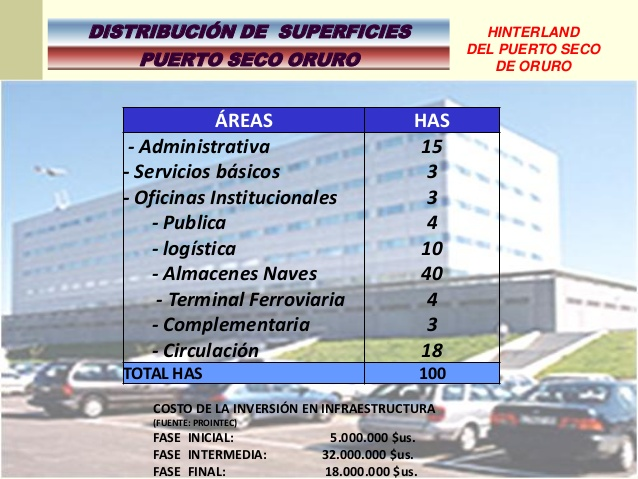 DISTRIBUCIÓN DE SUPERFICIES
PUERTO SECO ORURO
HINTERLAND
DEL PUERTO SECO
DE ORURO
ÁREAS HAS
- Administrativa 15
- Servicios básicos 3
- Oficinas Institucionales 3
- Publica 4
- logística 10
- Almacenes Naves 40
- Terminal Ferroviaria 4
- Complementaria 3
- Circulación 18
TOTAL HAS 100
COSTO DE LA INVERSIÓN EN INFRAESTRUCTURA
(FUENTE: PROINTEC)
FASE INICIAL: 5.000.000 $us.
FASE INTERMEDIA: 32.000.000 $us.
FASE FINAL: 18.000.000 $us.